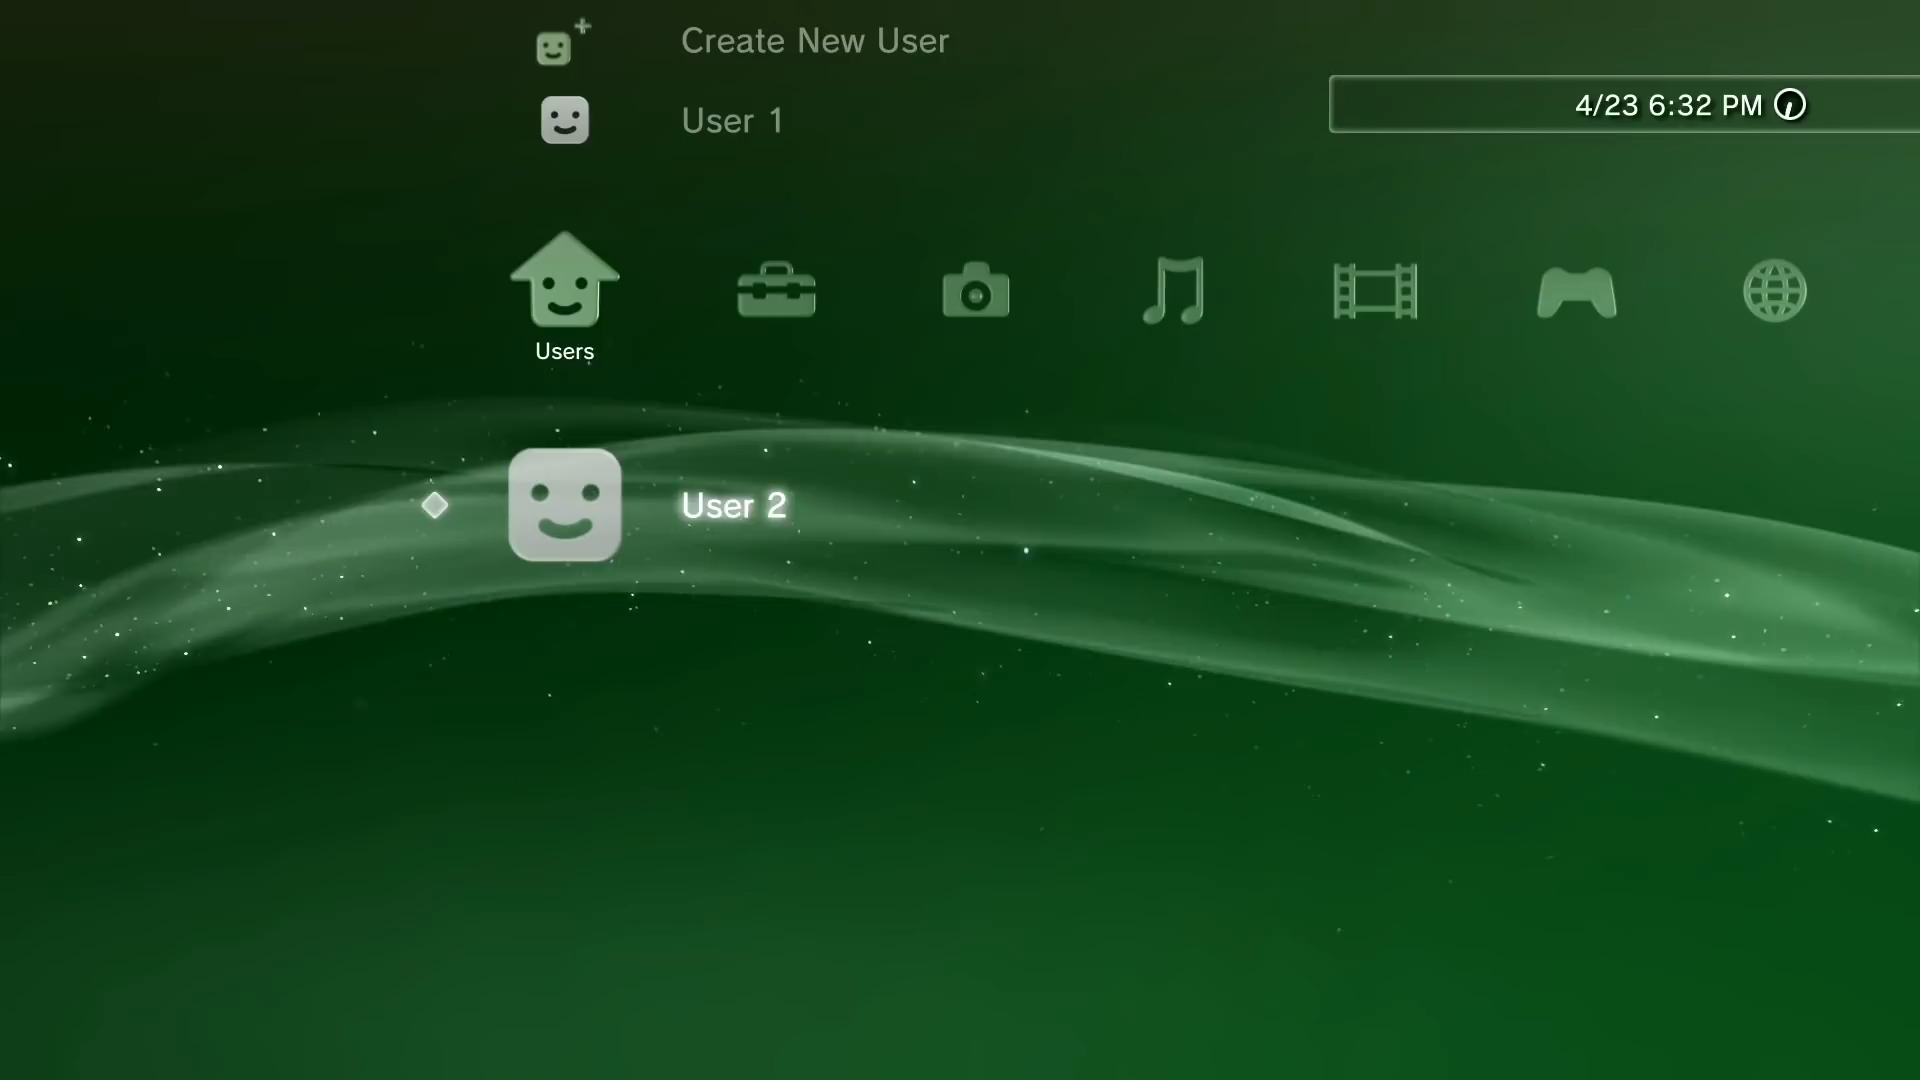 Create New User
User 1
4/23 6:32 PM
Users
User 2